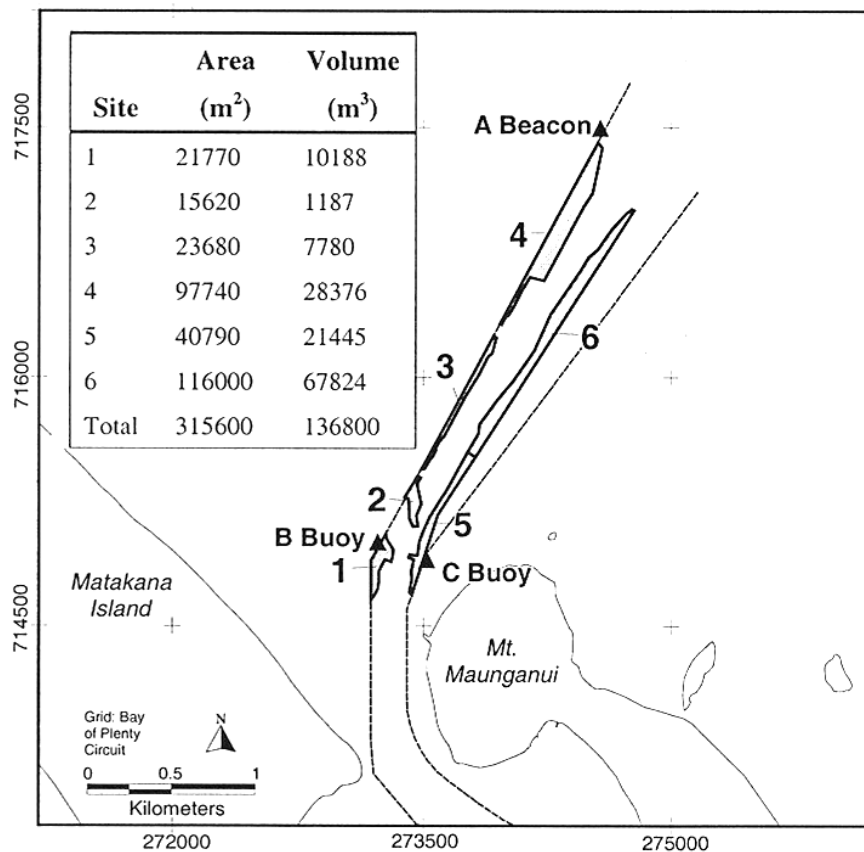 Area Volume
Site (m²) (m³)
1 21770 10188
2 15620 1187
3 23680 7780
4 97740 28376
5 40790 21445
6 116000 67824
Total 315600 136800
A Beacon
4
6
3
2
5
B Buoy
1
C Buoy
Matakana
Island
Mt.
Maunganui
Grid: Bay
of Plenty
Circuit
N
0 0.5 1
Kilometers
717500
716000
714500
272000 273500 275000